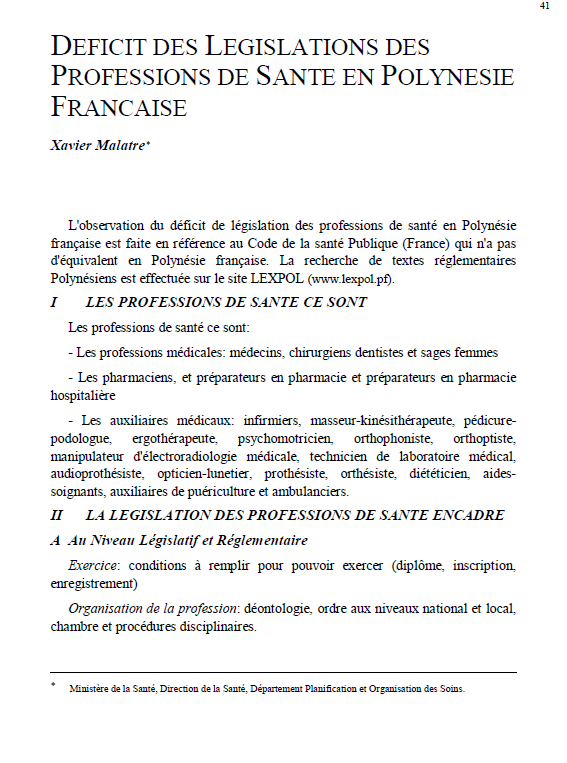 41
DEFICIT DES LEGISLATIONS DES
PROFESSIONS DE SANTE EN POLYNESIE
FRANCAISE
Xavier Malatre*
L'observation du déficit de législation des professions de santé en Polynésie
française est faite en référence au Code de la santé Publique (France) qui n'a pas
d'équivalent en Polynésie française. La recherche de textes réglementaires
Polynésiens est effectuée sur le site LEXPOL (www.lexpol.pf).
I LES PROFESSIONS DE SANTE CE SONT
Les professions de santé ce sont:
- Les professions médicales: médecins, chirurgiens dentistes et sages femmes
- Les pharmaciens, et préparateurs en pharmacie et préparateurs en pharmacie
hospitalière
- Les auxiliaires médicaux: infirmiers, masseur-kinésithérapeute, pédicure-
podologue, ergothérapeute, psychomotricien, orthophoniste, orthoptiste,
manipulateur d'électroradiologie médicale, technicien de laboratoire médical,
audioprothésiste, opticien-lunetier, prothésiste, orthésiste, diététicien, aides-
soignants, auxiliaires de puériculture et ambulanciers.
II LA LEGISLATION DES PROFESSIONS DE SANTE ENCADRE
A Au Niveau Législatif et Réglementaire
Exercice: conditions à remplir pour pouvoir exercer (diplôme, inscription,
enregistrement)
Organisation de la profession: déontologie, ordre aux niveaux national et local,
chambre et procédures disciplinaires.
* Ministère de la Santé, Direction de la Santé, Département Planification et Organisation des Soins.